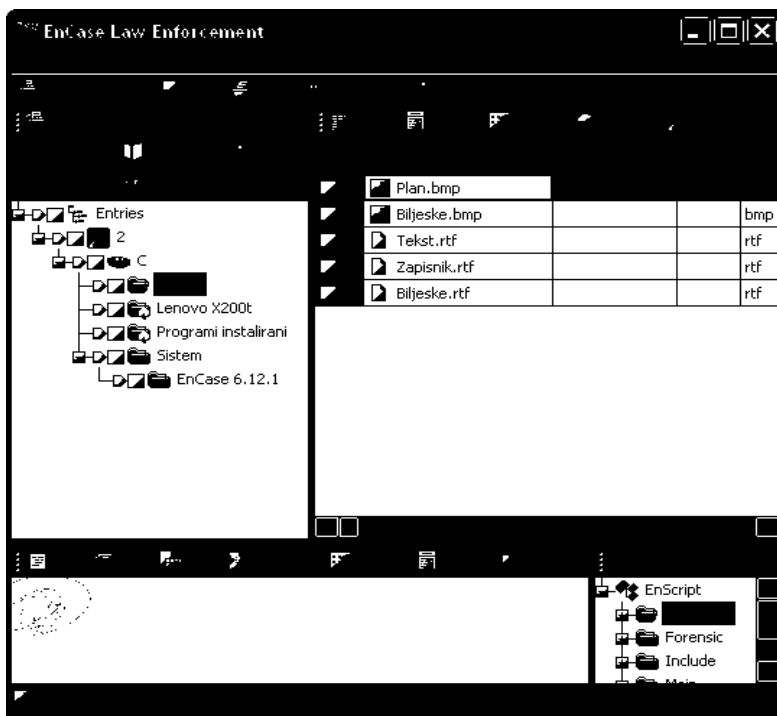 EnCase Law Enforcement
Plan.bmp
Entries
Biljeske.bmp bmp
2
Tekst.rtf rtf
C
Zapisnik.rtf rtf
Biljeske.rtf rtf
Lenovo X200t
Programi instalirani
Sistem
EnCase 6.12.1
EnScript
Forensic
Include
Main